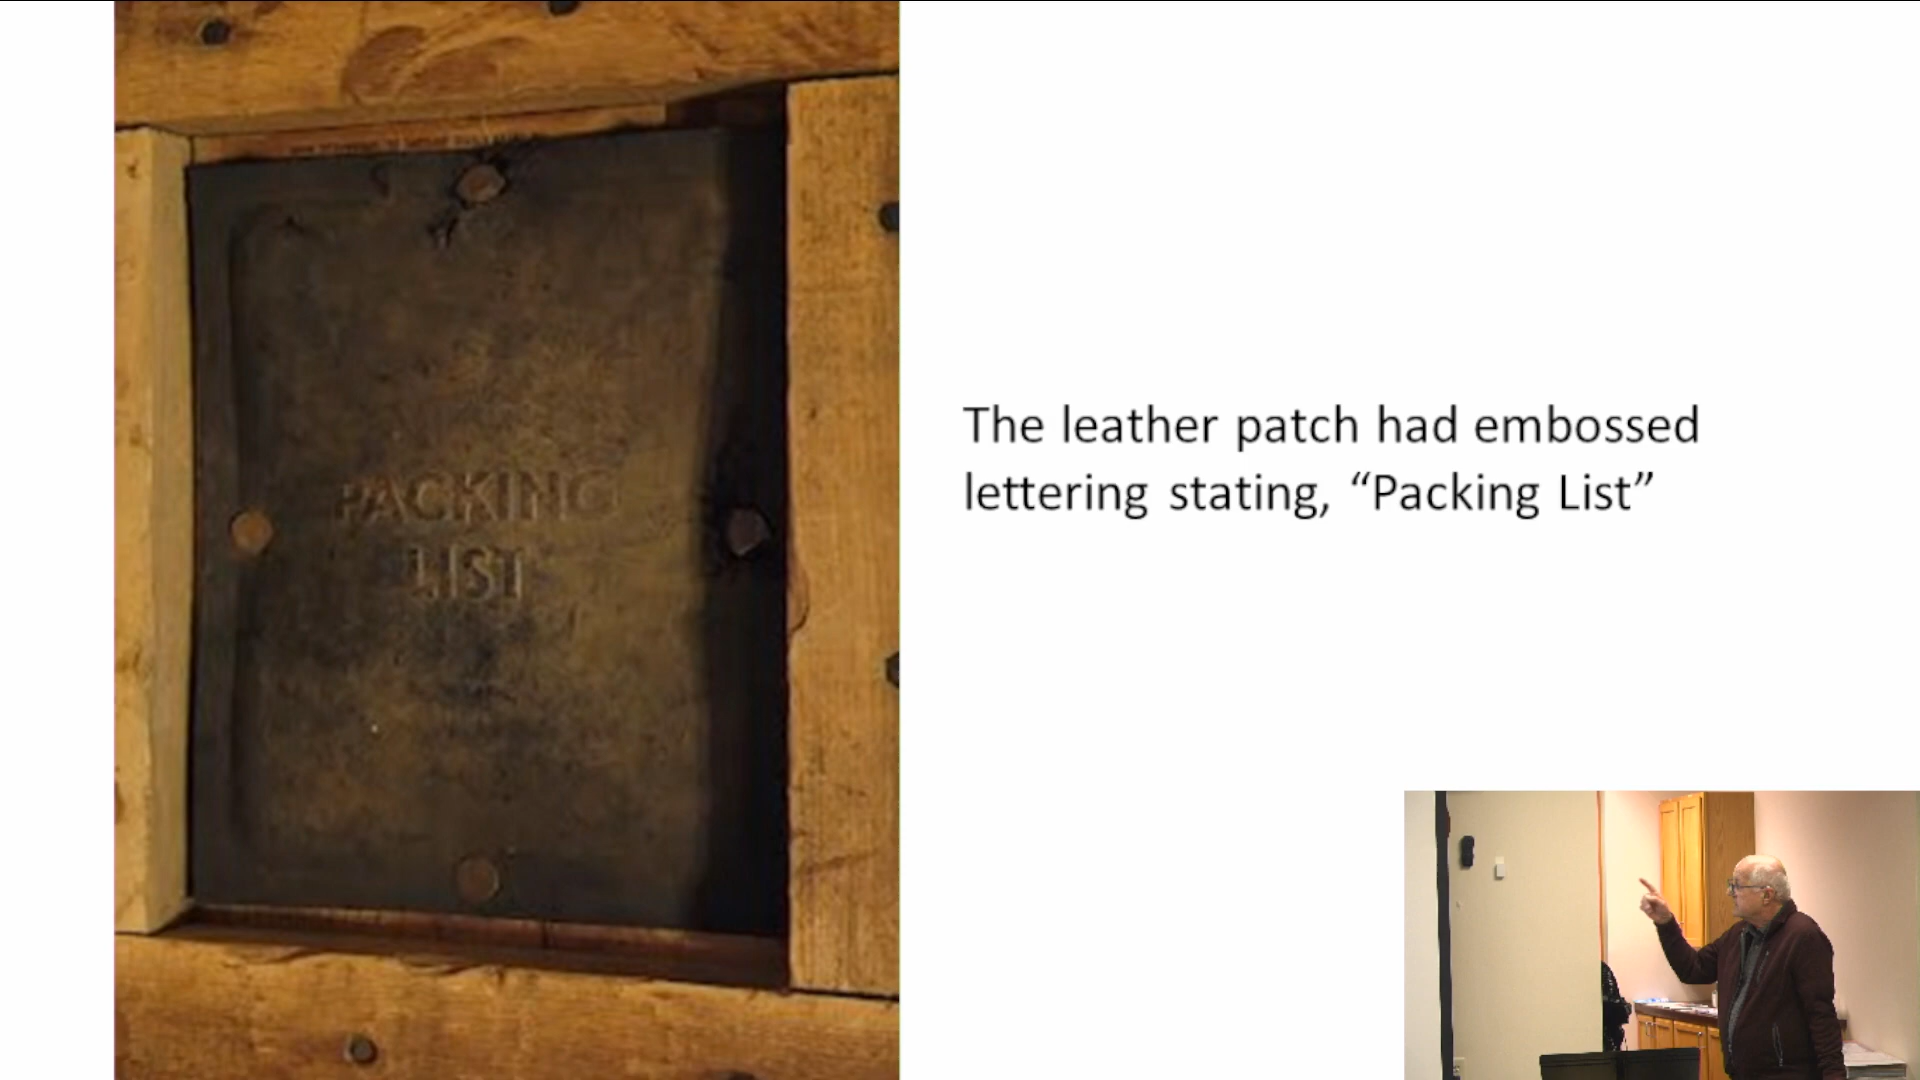 PACKING
LIST
The leather patch had embossed
lettering stating, “Packing List”